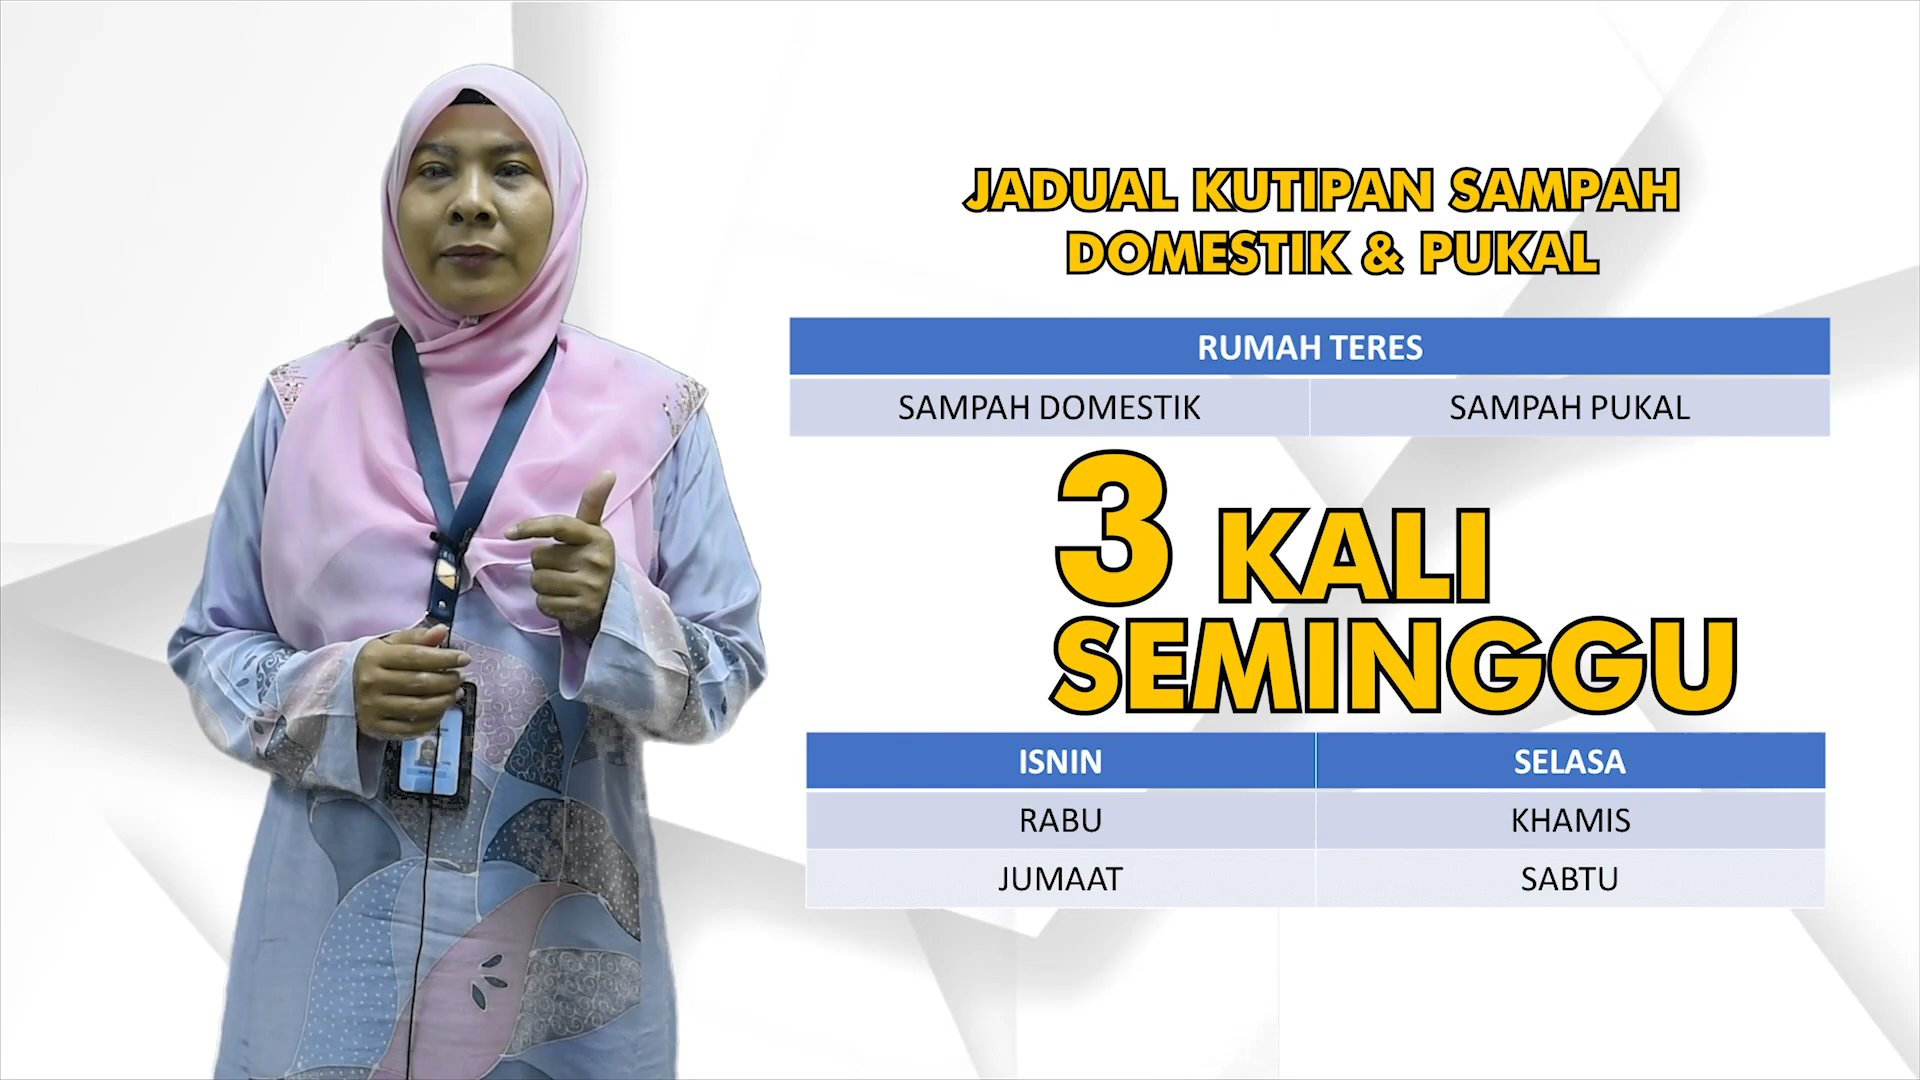 JADUAL KUTIPAN SAMPAH
DOMESTIK & PUKAL
RUMAH TERES
SAMPAH DOMESTIK SAMPAH PUKAL
3 KALI
SEMINGGU
ISNIN SELASA
RABU KHAMIS
JUMAAT SABTU